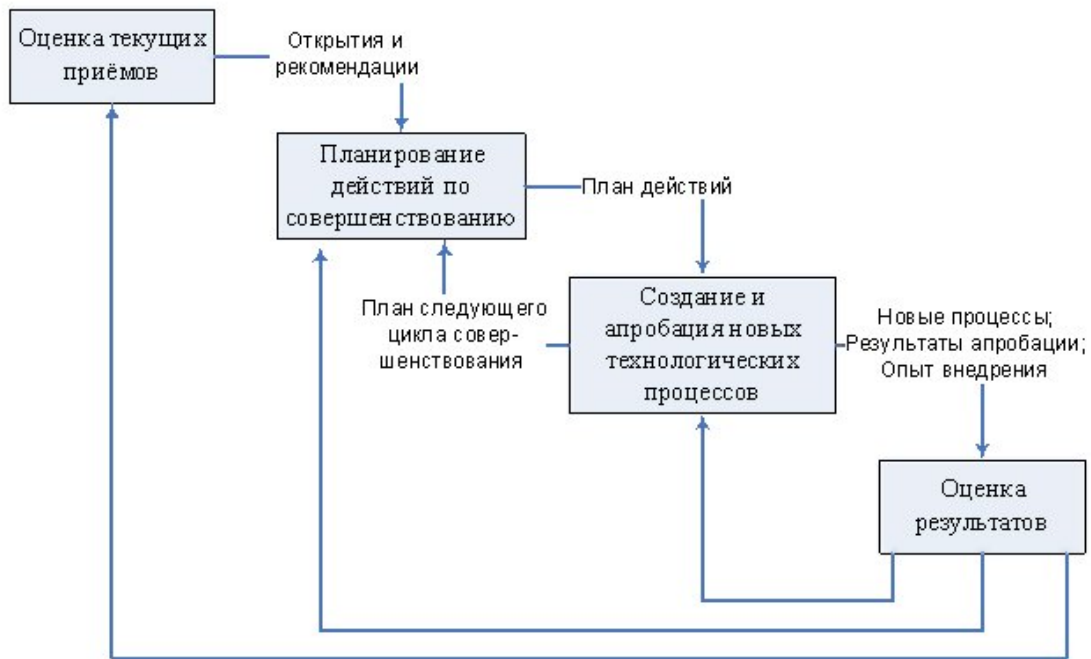 Оценка текущих
приёмов
Открытия и
рекомендации
Планирование
действий по
совершенствованию
План действий
План следующего
цикла совер-
шенствования
Создание и
апробация новых
технологических
процессов
Новые процессы;
Результаты апробации;
Опыт внедрения
Оценка
результатов